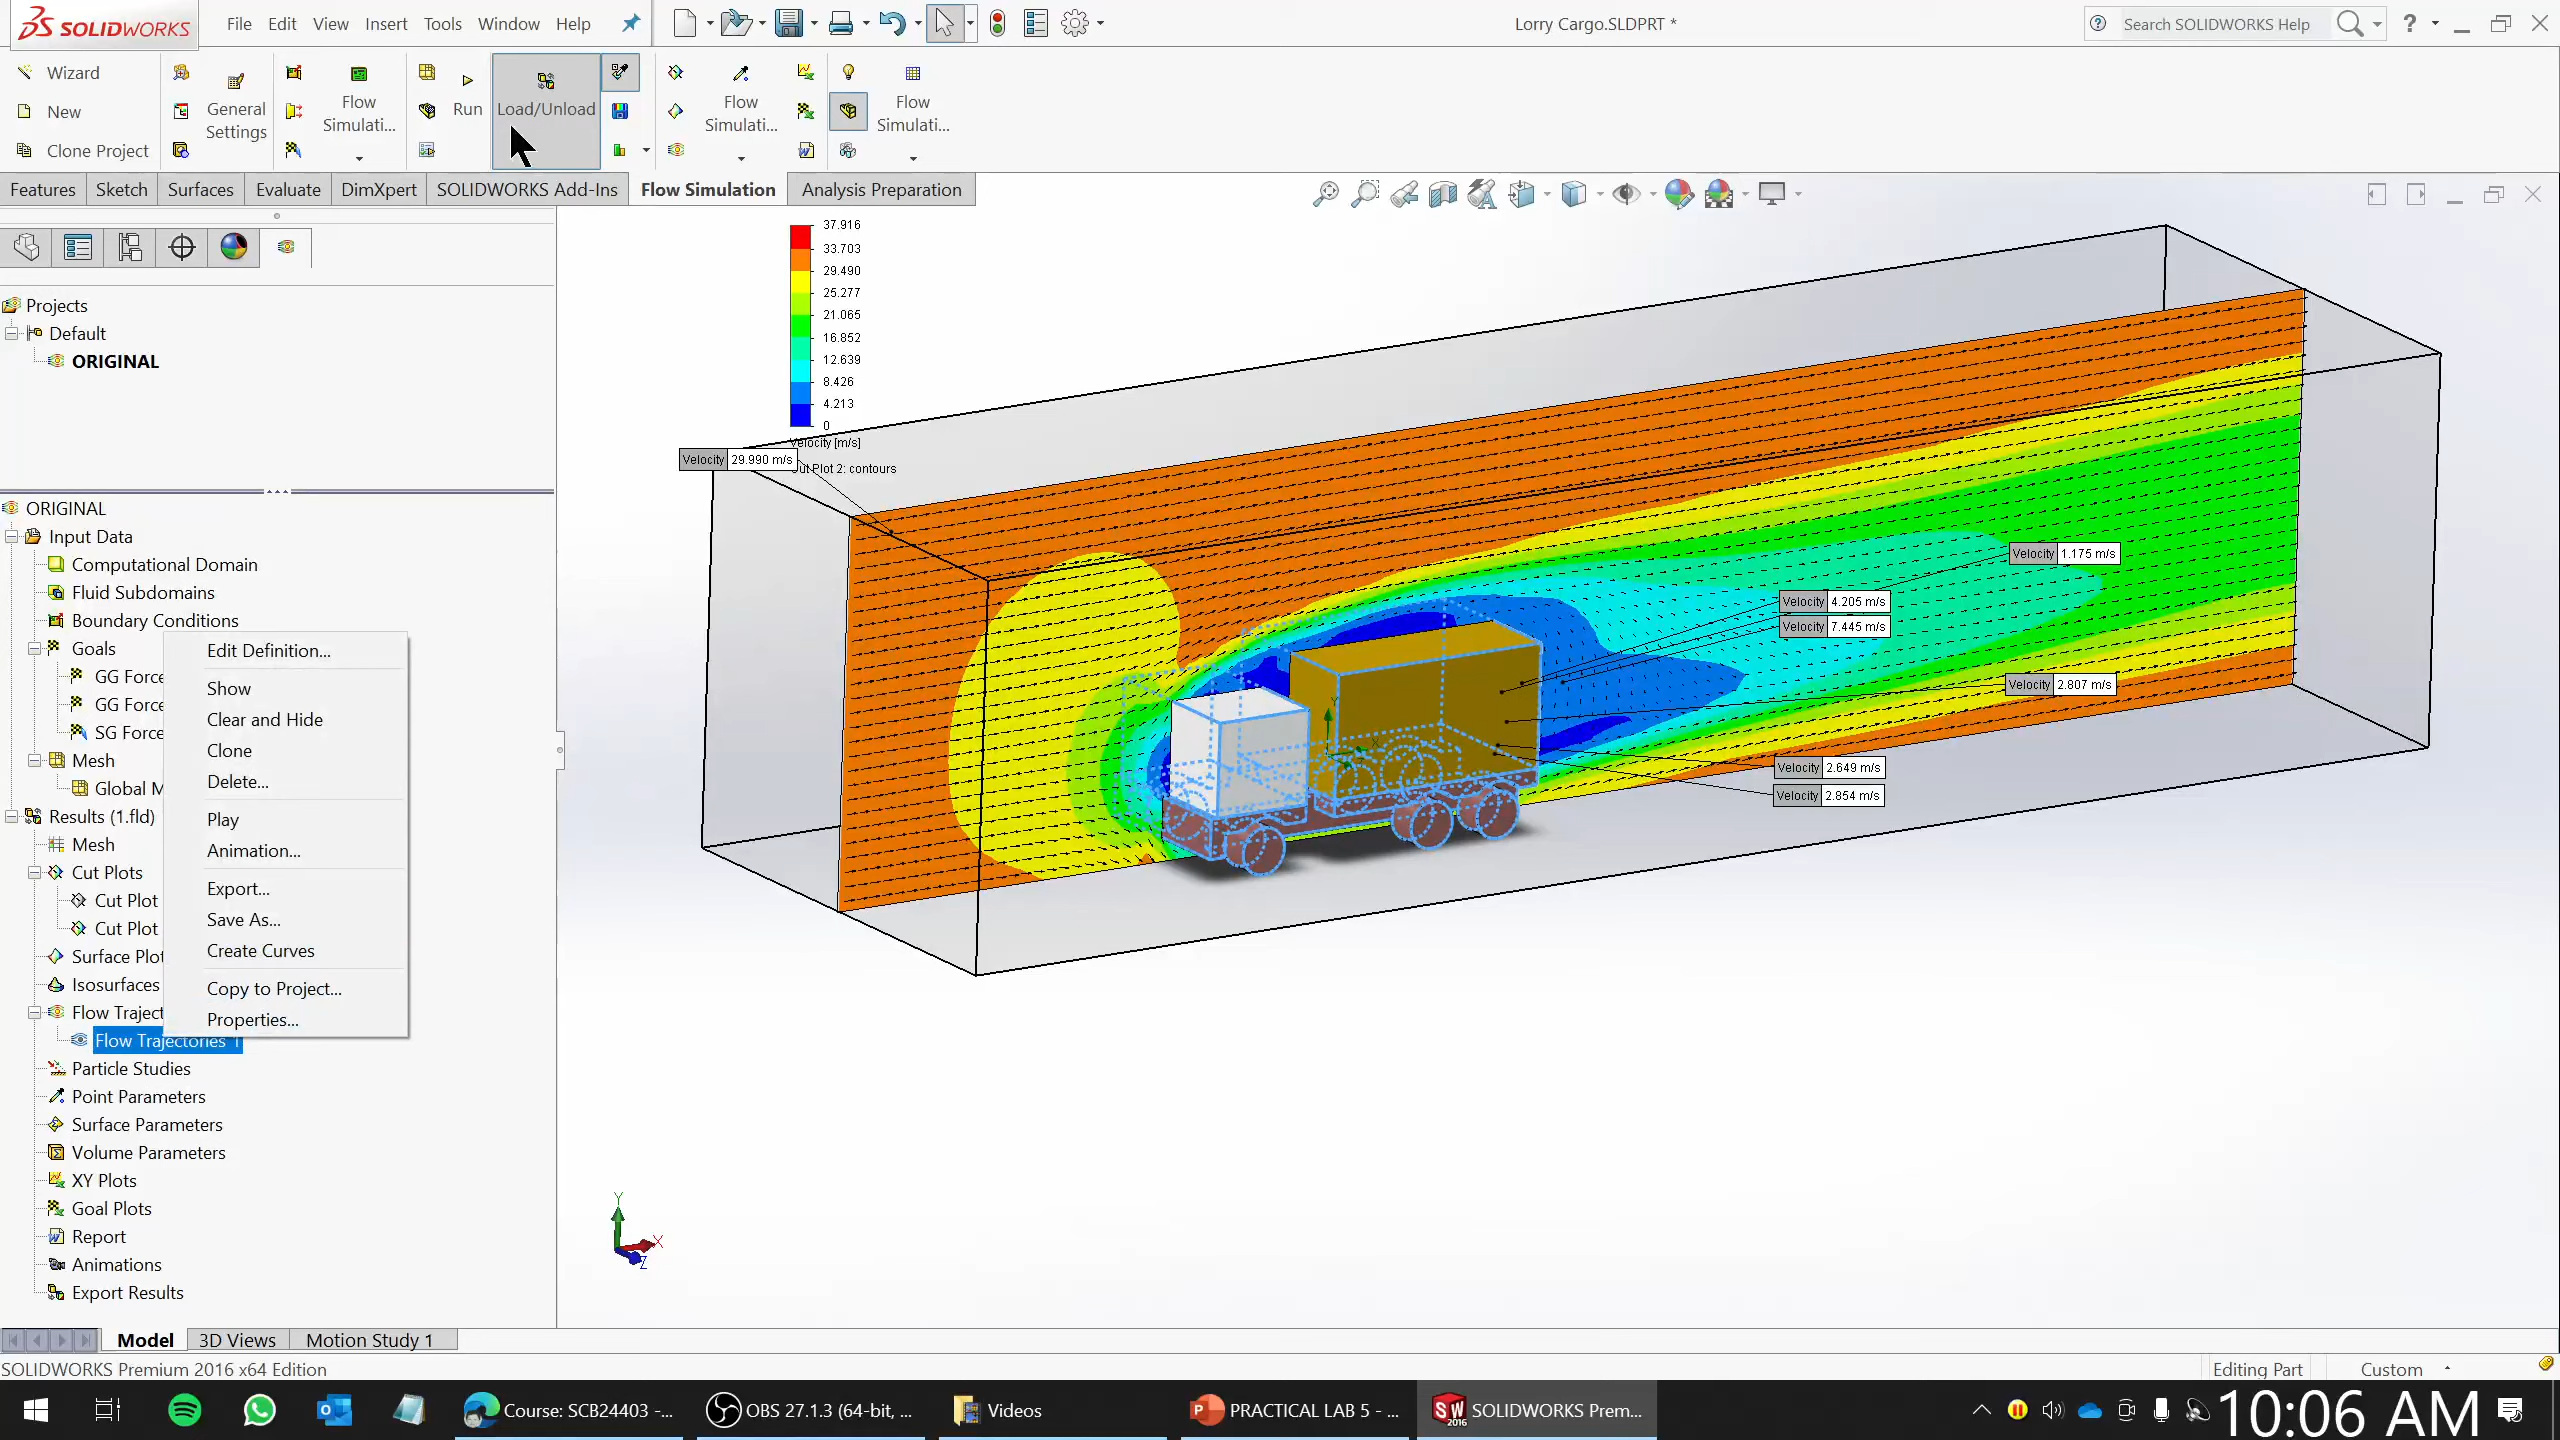 SOLIDWORKS File Edit View Insert Tools Window Help
Lorry Cargo.SLDPRT *
Search SOLIDWORKS Help
Wizard
New
Clone Project
General Settings
Flow Simulati...
Run
Load/Unload
Flow Simulati...
Flow Simulati...
Features Sketch Surfaces Evaluate DimXpert SOLIDWORKS Add-Ins Flow Simulation Analysis Preparation
Projects
Default
ORIGINAL
ORIGINAL
Input Data
Computational Domain
Fluid Subdomains
Boundary Conditions
Goals
GG Force
GG Force
SG Force
Mesh
Global M
Results (1.fld)
Mesh
Cut Plots
Cut Plot
Cut Plot
Surface Plot
Isosurfaces
Flow Traject
Flow Trajectories 1
Particle Studies
Point Parameters
Surface Parameters
Volume Parameters
XY Plots
Goal Plots
Report
Animations
Export Results
Edit Definition...
Show
Clear and Hide
Clone
Delete...
Play
Animation...
Export...
Save As...
Create Curves
Copy to Project...
Properties...
37.916
33.703
29.490
25.277
21.065
16.852
12.639
8.426
4.213
0
Velocity [m/s]
Cut Plot 2: contours
Velocity 29.990 m/s
Velocity 1.175 m/s
Velocity 4.205 m/s
Velocity 7.445 m/s
Velocity 2.807 m/s
Velocity 2.649 m/s
Velocity 2.854 m/s
Y
X
Z
Model 3D Views Motion Study 1
SOLIDWORKS Premium 2016 x64 Edition
Editing Part Custom
Course: SCB24403 -...
OBS 27.1.3 (64-bit, ...
Videos
PRACTICAL LAB 5 - ...
SOLIDWORKS Prem...
10:06 AM